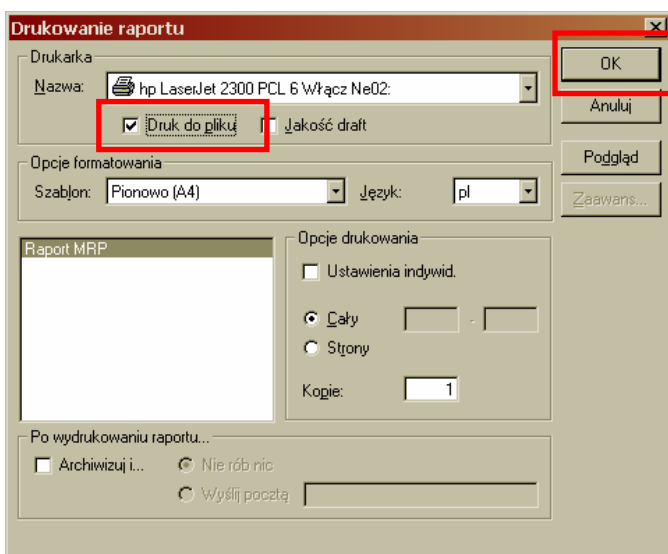 Drukowanie raportu
Drukarka
Nazwa: hp LaserJet 2300 PCL 6 Włącz Ne02:
Druk do pliku Jakość draft
OK
Anuluj
Podgląd
Zaawans...
Opcje formatowania
Szablon: Pionowo (A4) Język: pl
Raport MRP
Opcje drukowania
Ustawienia indywid.
Cały -
Strony
Kopie: 1
Po wydrukowaniu raportu...
Archiwizuj i... Nie rób nic
Wyślij pocztą